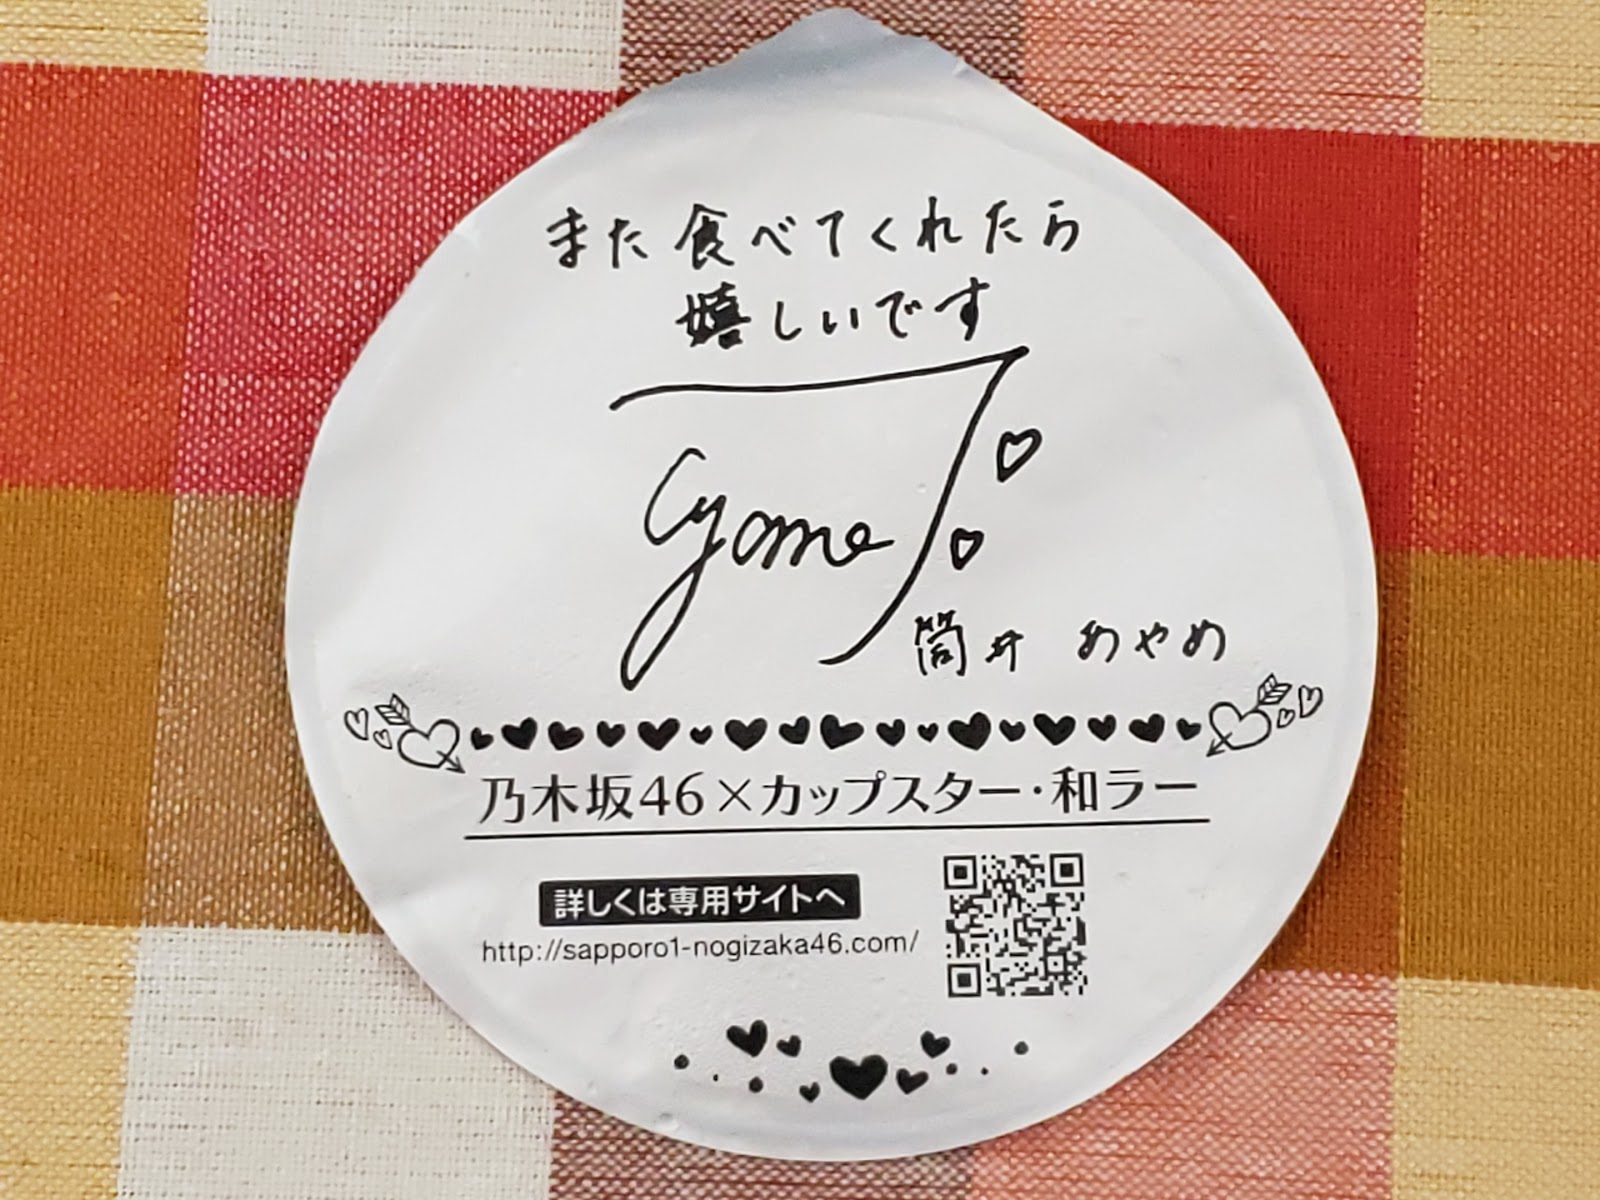 また食べてくれたら
嬉しいです
Ayame T.
筒井 あやめ
乃木坂46×カップスター・和ラー
詳しくは専用サイトへ
http://sapporo1-nogizaka46.com/